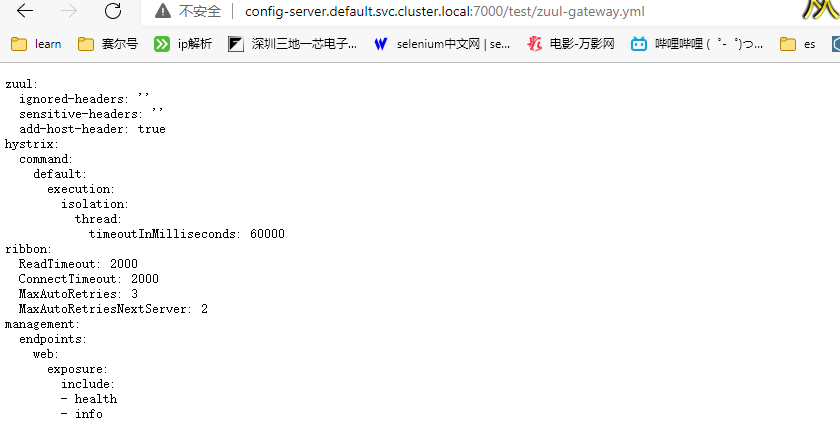 不安全 config-server.default.svc.cluster.local:7000/test/zuul-gateway.yml
learn 赛尔号 ip解析 深圳三地一芯电子... selenium中文网 | se... 电影-万影网 哔哩哔哩 ( ゜- ゜)つ... es
zuul:
  ignored-headers: ''
  sensitive-headers: ''
  add-host-header: true
hystrix:
  command:
    default:
      execution:
        isolation:
          thread:
            timeoutInMilliseconds: 60000
ribbon:
  ReadTimeout: 2000
  ConnectTimeout: 2000
  MaxAutoRetries: 3
  MaxAutoRetriesNextServer: 2
management:
  endpoints:
    web:
      exposure:
        include:
        - health
        - info